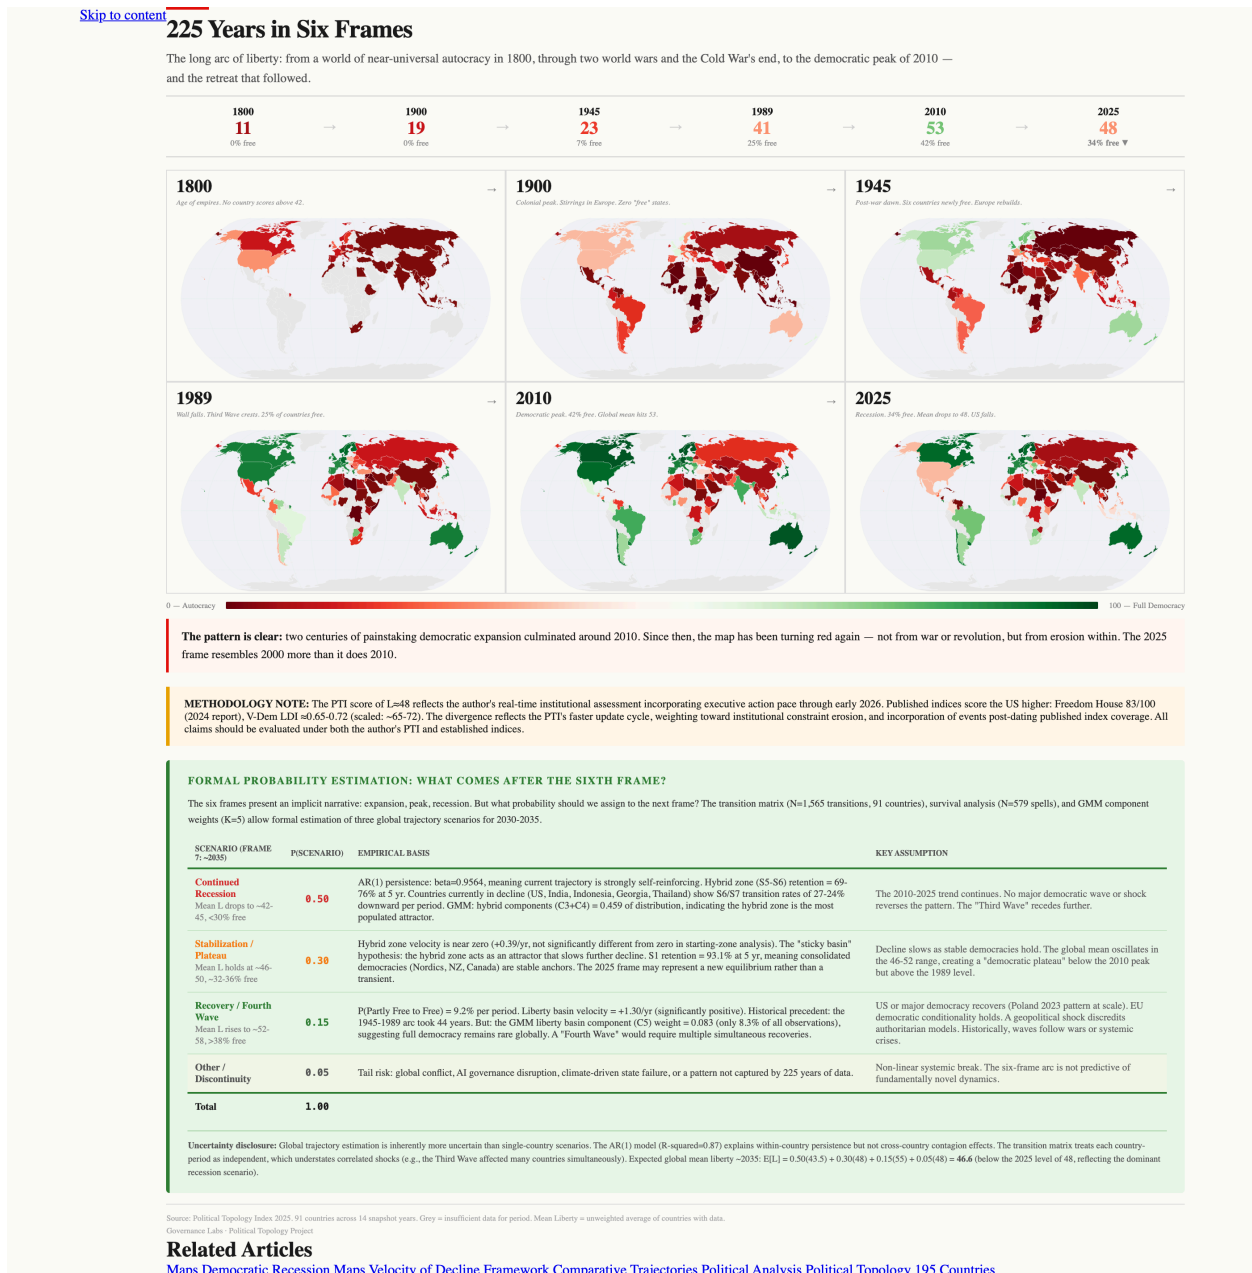 Skip to content
225 Years in Six Frames
The long arc of liberty: from a world of near-universal autocracy in 1800, through two world wars and the Cold War's end, to the democratic peak of 2010 —
and the retreat that followed.
1800
11
0% free
→
1900
19
0% free
→
1945
23
7% free
→
1989
41
25% free
→
2010
53
42% free
→
2025
48
34% free ▼
1800 →
Age of empires. No country scores above 42.
1900 →
Colonial peak. Stirrings in Europe. Zero "free" states.
1945 →
Post-war dawn. Six countries newly free. Europe rebuilds.
1989 →
Wall falls. Third Wave crests. 25% of countries free.
2010 →
Democratic peak. 42% free. Global mean hits 53.
2025 →
Recession. 34% free. Mean drops to 48. US falls.
0 — Autocracy
100 — Full Democracy
The pattern is clear: two centuries of painstaking democratic expansion culminated around 2010. Since then, the map has been turning red again — not from war or revolution, but from erosion within. The 2025
frame resembles 2000 more than it does 2010.
METHODOLOGY NOTE: The PTI score of L=48 reflects the author's real-time institutional assessment incorporating executive action pace through early 2026. Published indices score the US higher: Freedom House 83/100
(2024 report), V-Dem LDI ≈0.65-0.72 (scaled: ~65-72). The divergence reflects the PTI's faster update cycle, weighting toward institutional constraint erosion, and incorporation of events post-dating published index coverage. All
claims should be evaluated under both the author's PTI and established indices.
FORMAL PROBABILITY ESTIMATION: WHAT COMES AFTER THE SIXTH FRAME?
The six frames present an implicit narrative: expansion, peak, recession. But what probability should we assign to the next frame? The transition matrix (N=1,565 transitions, 91 countries), survival analysis (N=579 spells), and GMM component
weights (K=5) allow formal estimation of three global trajectory scenarios for 2030-2035.
SCENARIO (FRAME
7: ~2035)
P(SCENARIO)
EMPIRICAL BASIS
KEY ASSUMPTION
Continued
Recession
Mean L drops to ~42-
45, <30% free
0.50
AR(1) persistence: beta=0.9564, meaning current trajectory is strongly self-reinforcing. Hybrid zone (S5-S6) retention = 69-
76% at 5 yr. Countries currently in decline (US, India, Indonesia, Georgia, Thailand) show S6/S7 transition rates of 27-24%
downward per period. GMM: hybrid components (C3+C4) = 0.459 of distribution, indicating the hybrid zone is the most
populated attractor.
The 2010-2025 trend continues. No major democratic wave or shock
reverses the pattern. The "Third Wave" recedes further.
Stabilization /
Plateau
Mean L holds at ~46-
50, ~32-36% free
0.30
Hybrid zone velocity is near zero (+0.39/yr, not significantly different from zero in starting-zone analysis). The "sticky basin"
hypothesis: the hybrid zone acts as an attractor that slows further decline. S1 retention = 93.1% at 5 yr, meaning consolidated
democracies (Nordics, NZ, Canada) are stable anchors. The 2025 frame may represent a new equilibrium rather than a
transient.
Decline slows as stable democracies hold. The global mean oscillates in
the 46-52 range, creating a "democratic plateau" below the 2010 peak
but above the 1989 level.
Recovery / Fourth
Wave
Mean L rises to ~52-
58, >38% free
0.15
P(Partly Free to Free) = 9.2% per period. Liberty basin velocity = +1.30/yr (significantly positive). Historical precedent: the
1945-1989 arc took 44 years. But: the GMM liberty basin component (C5) weight = 0.083 (only 8.3% of all observations),
suggesting full democracy remains rare globally. A "Fourth Wave" would require multiple simultaneous recoveries.
US or major democracy recovers (Poland 2023 pattern at scale). EU
democratic conditionality holds. A geopolitical shock discredits
authoritarian models. Historically, waves follow wars or systemic
crises.
Other /
Discontinuity
0.05
Tail risk: global conflict, AI governance disruption, climate-driven state failure, or a pattern not captured by 225 years of data.
Non-linear systemic break. The six-frame arc is not predictive of
fundamentally novel dynamics.
Total
1.00
Uncertainty disclosure: Global trajectory estimation is inherently more uncertain than single-country scenarios. The AR(1) model (R-squared=0.87) explains within-country persistence but not cross-country contagion effects. The transition matrix treats each country-
period as independent, which understates correlated shocks (e.g., the Third Wave affected many countries simultaneously). Expected global mean liberty ~2035: E[L] = 0.50(43.5) + 0.30(48) + 0.15(55) + 0.05(48) = 46.6 (below the 2025 level of 48, reflecting the dominant
recession scenario).
Source: Political Topology Index 2025. 91 countries across 14 snapshot years. Grey = insufficient data for period. Mean Liberty = unweighted average of countries with data.
Governance Labs · Political Topology Project
Related Articles
Maps Democratic Recession Maps Velocity of Decline Framework Comparative Trajectories Political Analysis Political Topology 195 Countries